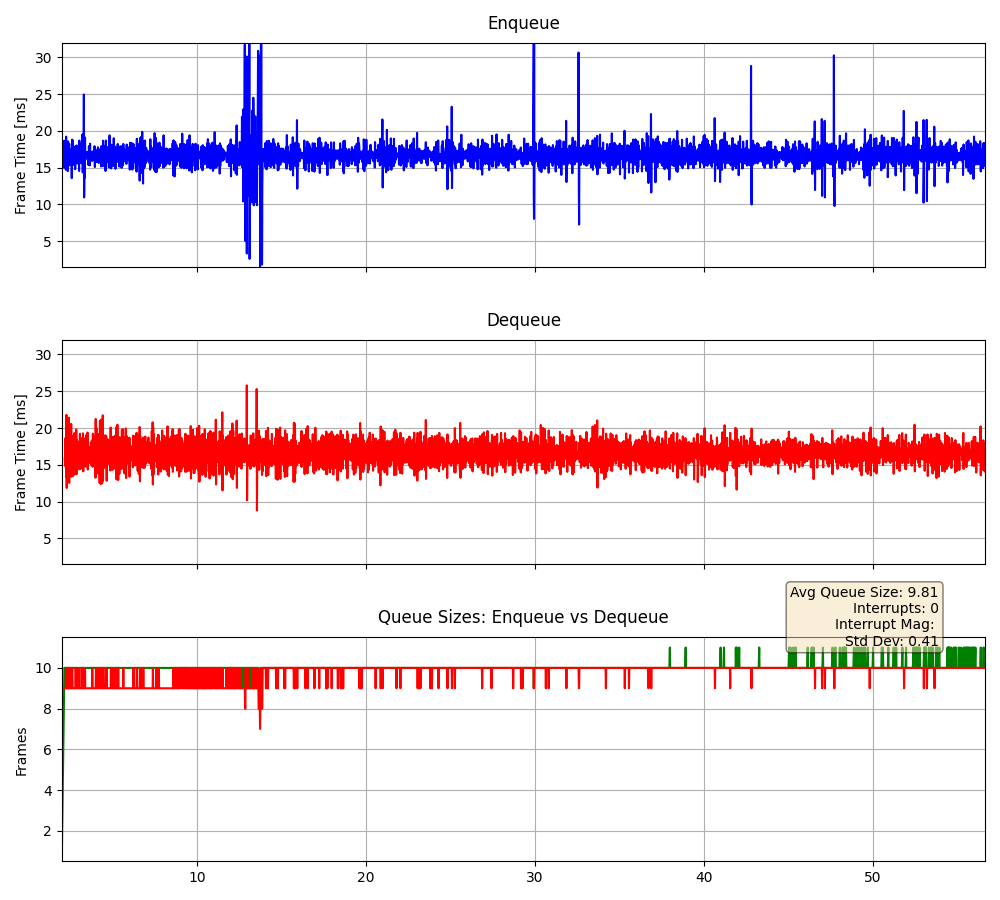 Enqueue
Frame Time [ms]
30
25
20
15
10
5
Dequeue
Frame Time [ms]
30
25
20
15
10
5
Avg Queue Size: 9.81
Interrupts: 0
Interrupt Mag:
Std Dev: 0.41
Queue Sizes: Enqueue vs Dequeue
Frames
10
8
6
4
2
10 20 30 40 50